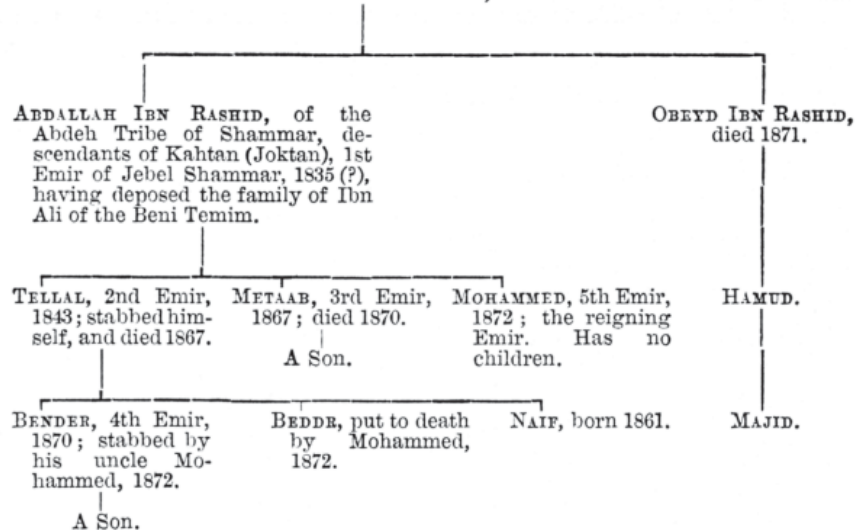 ABDALLAH IBN RASHID, of the
Abdeh Tribe of Shammar, de-
scendants of Kahtan (Joktan), 1st
Emir of Jebel Shammar, 1835 (?),
having deposed the family of Ibn
Ali of the Beni Temim.
OBEYD IBN RASHID,
died 1871.
TELLAL, 2nd Emir,
1843; stabbed him-
self, and died 1867.
METAAB, 3rd Emir,
1867; died 1870.
A Son.
MOHAMMED, 5th Emir,
1872; the reigning
Emir. Has no
children.
HAMUD.
BENDER, 4th Emir,
1870; stabbed by
his uncle Mo-
hammed, 1872.
A Son.
BEDDR, put to death
by Mohammed,
1872.
NAIF, born 1861.
MAJID.